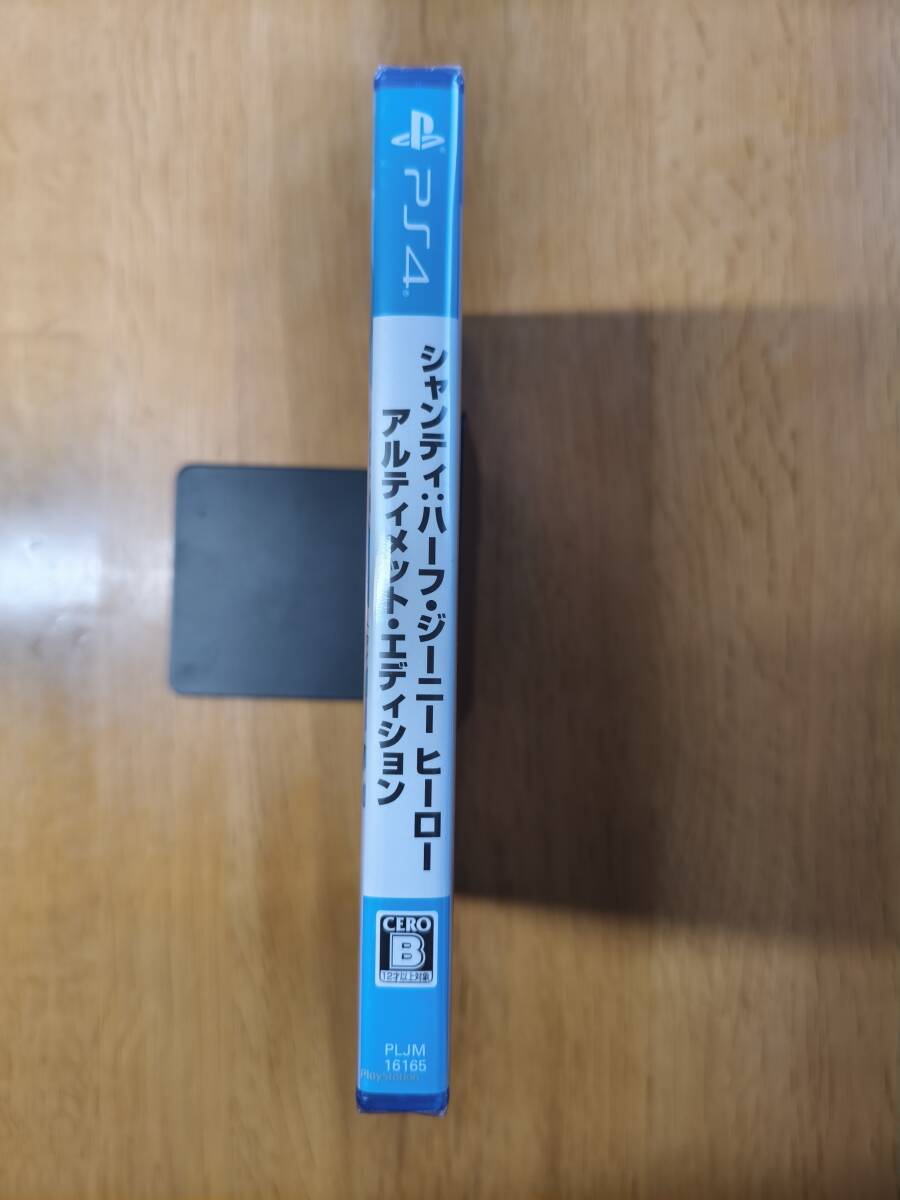 PS4
シャンティ:ハーフ・ジーニー ヒーロー
アルティメット・エディション
CERO
B
12才以上対象
PLJM
16165
PlayStation